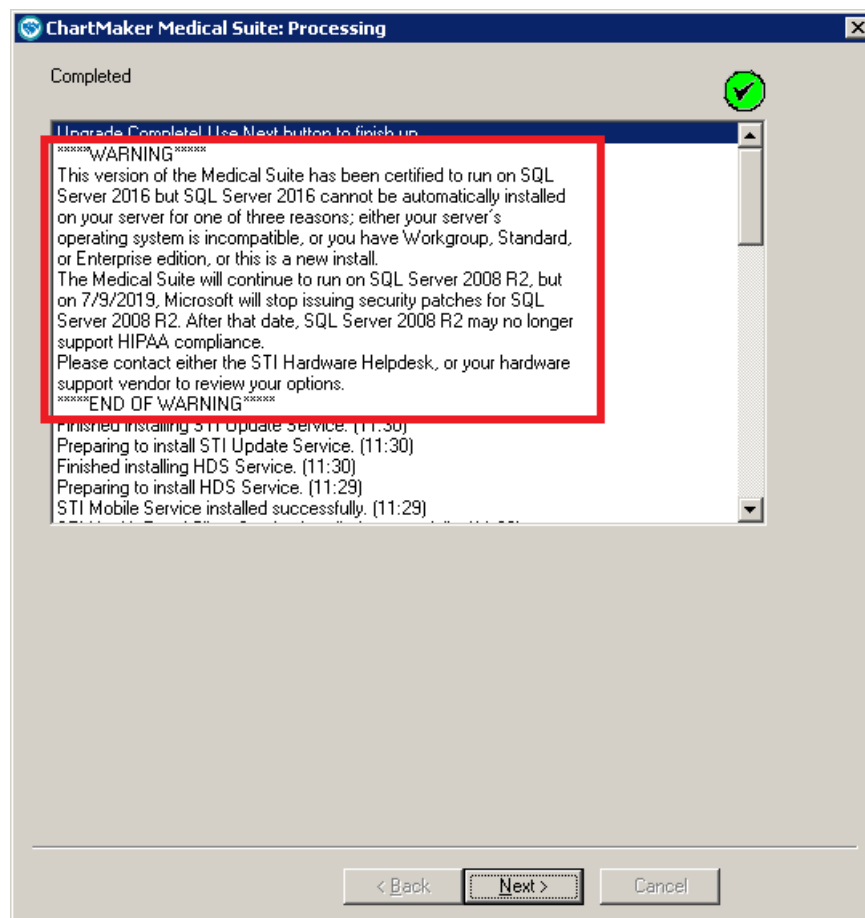 ChartMaker Medical Suite: Processing
Completed
Upgrade Complete! Use Next button to finish up
*****WARNING*****
This version of the Medical Suite has been certified to run on SQL
Server 2016 but SQL Server 2016 cannot be automatically installed
on your server for one of three reasons; either your server's
operating system is incompatible, or you have Workgroup, Standard,
or Enterprise edition, or this is a new install.
The Medical Suite will continue to run on SQL Server 2008 R2, but
on 7/9/2019, Microsoft will stop issuing security patches for SQL
Server 2008 R2. After that date, SQL Server 2008 R2 may no longer
support HIPAA compliance.
Please contact either the STI Hardware Helpdesk, or your hardware
support vendor to review your options.
*****END OF WARNING*****
Finished installing STI Update Service. (11:30)
Preparing to install STI Update Service. (11:30)
Finished installing HDS Service. (11:30)
Preparing to install HDS Service. (11:29)
STI Mobile Service installed successfully. (11:29)
< Back
Next >
Cancel